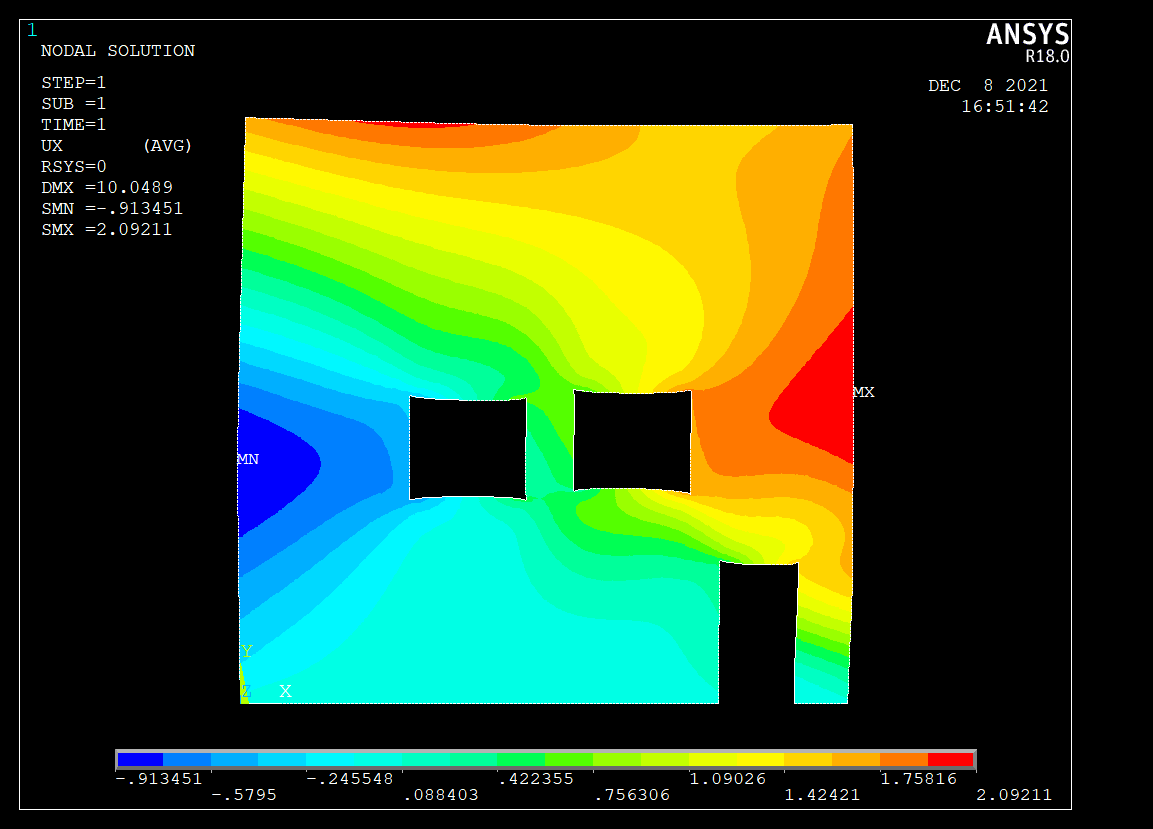 1
ANSYS
R18.0
NODAL SOLUTION
STEP=1
SUB =1
TIME=1
UX (AVG)
RSYS=0
DMX =10.0489
SMN =-.913451
SMX =2.09211
DEC 8 2021
16:51:42
MX
MN
Y
Z X
-.913451 -.245548 .422355 1.09026 1.75816
-.5795 .088403 .756306 1.42421 2.09211